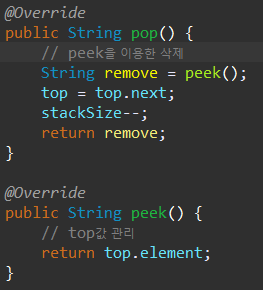 @Override
public String pop() {
    // peek을 이용한 삭제
    String remove = peek();
    top = top.next;
    stackSize--;
    return remove;
}

@Override
public String peek() {
    // top값 관리
    return top.element;
}